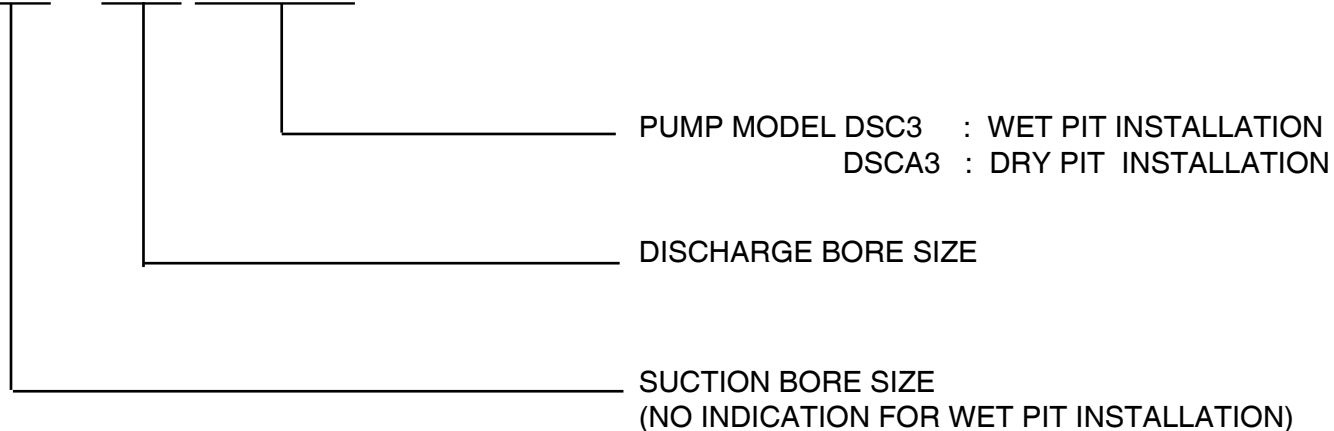 PUMP MODEL DSC3 : WET PIT INSTALLATION
DSCA3 : DRY PIT INSTALLATION
DISCHARGE BORE SIZE
SUCTION BORE SIZE
(NO INDICATION FOR WET PIT INSTALLATION)